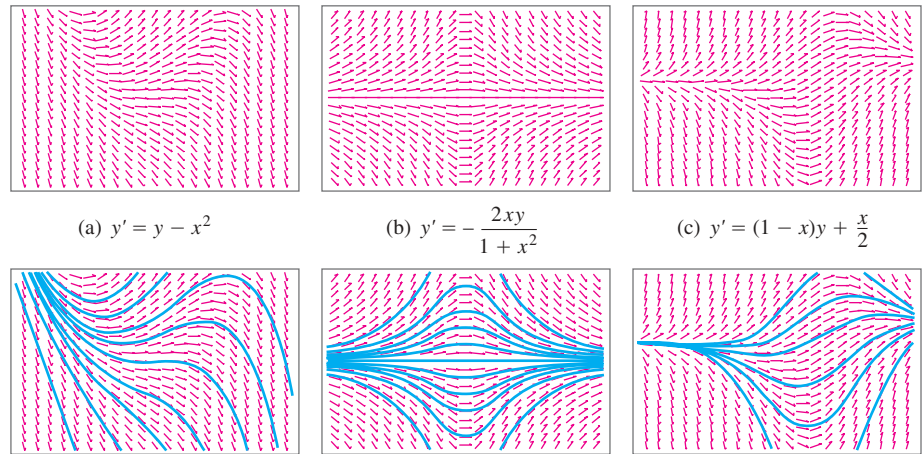 (a) y′ = y − x²
(b) y′ = − 2xy / (1 + x²)
(c) y′ = (1 − x)y + x/2